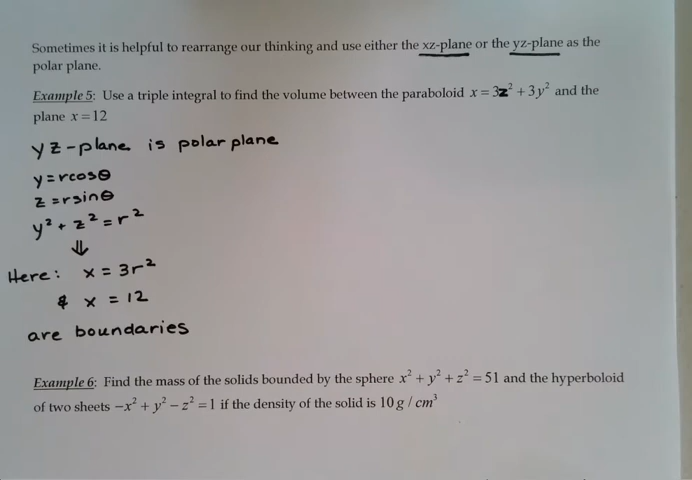 Sometimes it is helpful to rearrange our thinking and use either the xz-plane or the yz-plane as the
polar plane.
Example 5: Use a triple integral to find the volume between the paraboloid x = 3z² + 3y² and the
plane x = 12
yz-plane is polar plane
y=rcosθ
z=rsinθ
y² + z² = r²
⇓
Here: x = 3r²
& x = 12
are boundaries
Example 6: Find the mass of the solids bounded by the sphere x² + y² + z² = 51 and the hyperboloid
of two sheets −x² + y² − z² = 1 if the density of the solid is 10 g / cm³